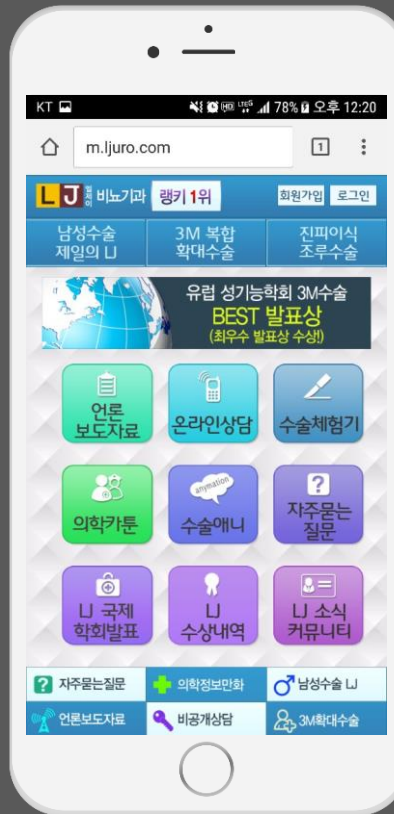 KT HD LTE 78% 오후 12:20
m.ljuro.com 1
LJ 엘제이 비뇨기과 랭키 1위 회원가입 로그인
남성수술 제일의 LJ
3M 복합 확대수술
진피이식 조루수술
유럽 성기능학회 3M수술
BEST 발표상
(최우수 발표상 수상!)
언론
보도자료
온라인상담
수술체험기
의학카툰
anymation
수술애니
자주묻는
질문
LJ 국제
학회발표
LJ
수상내역
LJ 소식
커뮤니티
자주묻는질문 의학정보만화 남성수술 LJ
언론보도자료 비공개상담 3M확대수술